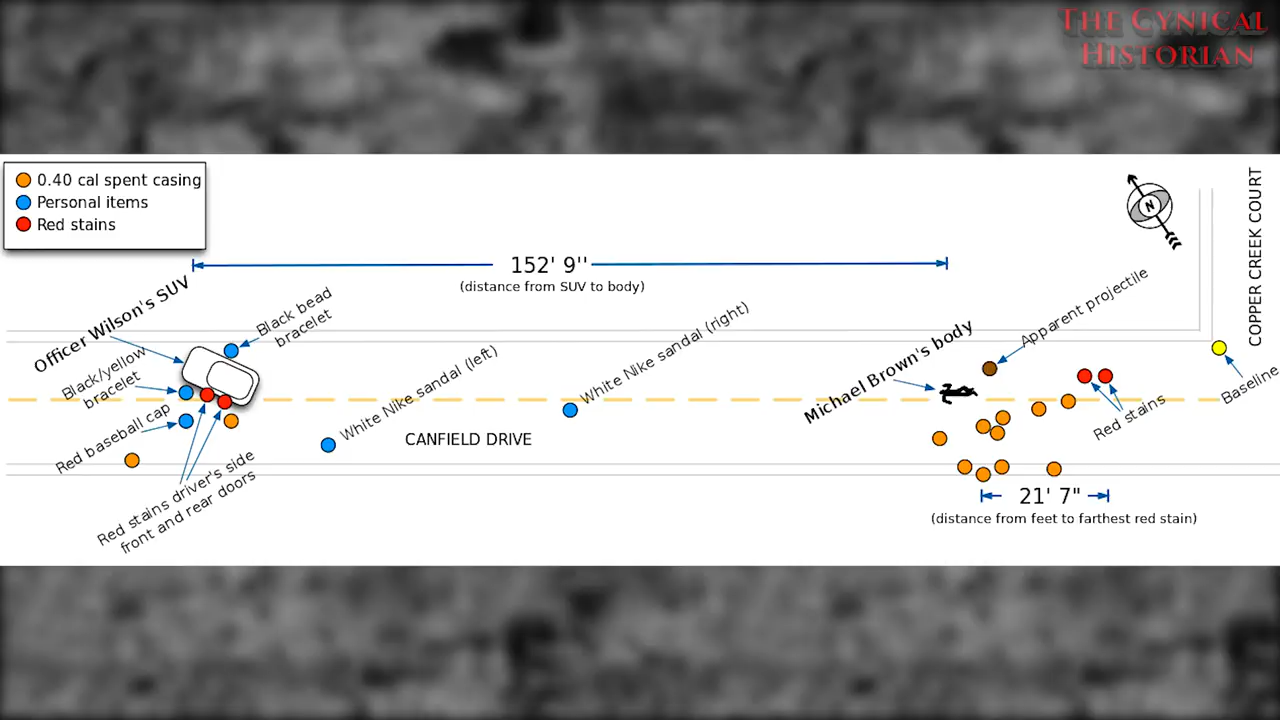 THE CYNICAL
HISTORIAN
0.40 cal spent casing
Personal items
Red stains
152' 9''
(distance from SUV to body)
Officer Wilson's SUV
Black bead
bracelet
Black/yellow
bracelet
Red baseball cap
Red stains driver's side
front and rear doors
White Nike sandal (left)
CANFIELD DRIVE
White Nike sandal (right)
Michael Brown's body
Apparent projectile
N
COPPER CREEK COURT
Baseline
Red stains
21' 7"
(distance from feet to farthest red stain)